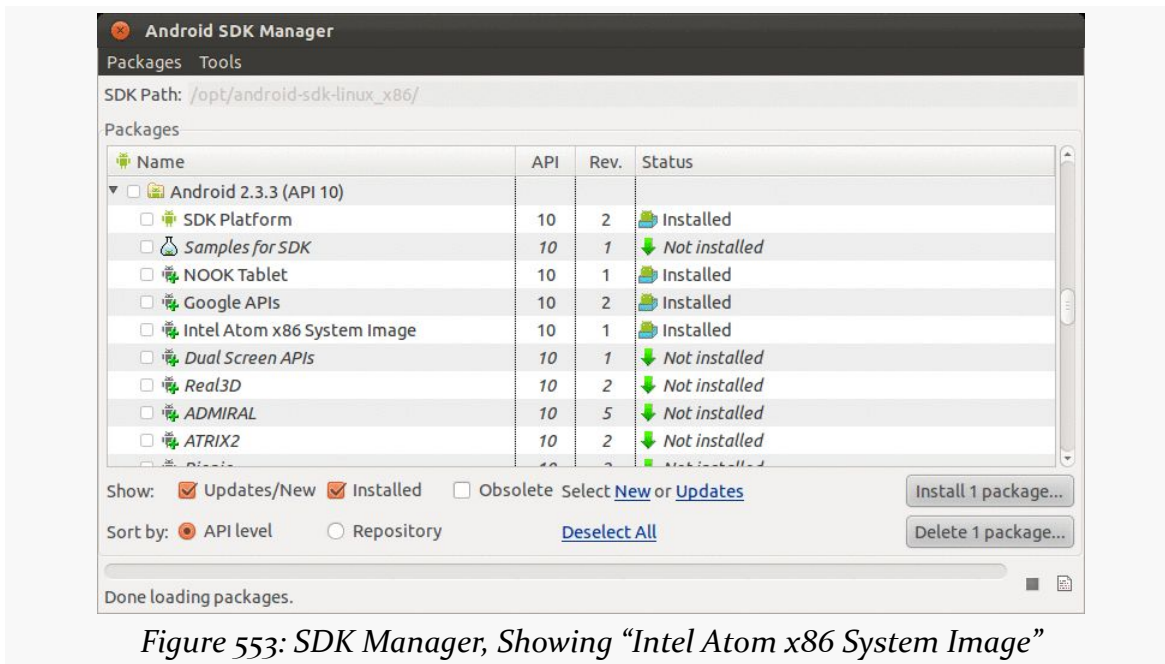 Android SDK Manager
Packages Tools
SDK Path: /opt/android-sdk-linux_x86/
Packages
Name API Rev. Status
Android 2.3.3 (API 10)
SDK Platform 10 2 Installed
Samples for SDK 10 1 Not installed
NOOK Tablet 10 1 Installed
Google APIs 10 2 Installed
Intel Atom x86 System Image 10 1 Installed
Dual Screen APIs 10 1 Not installed
Real3D 10 2 Not installed
ADMIRAL 10 5 Not installed
ATRIX2 10 2 Not installed
Show: Updates/New Installed Obsolete Select New or Updates Install 1 package...
Sort by: API level Repository Deselect All Delete 1 package...
Done loading packages.
Figure 553: SDK Manager, Showing “Intel Atom x86 System Image”